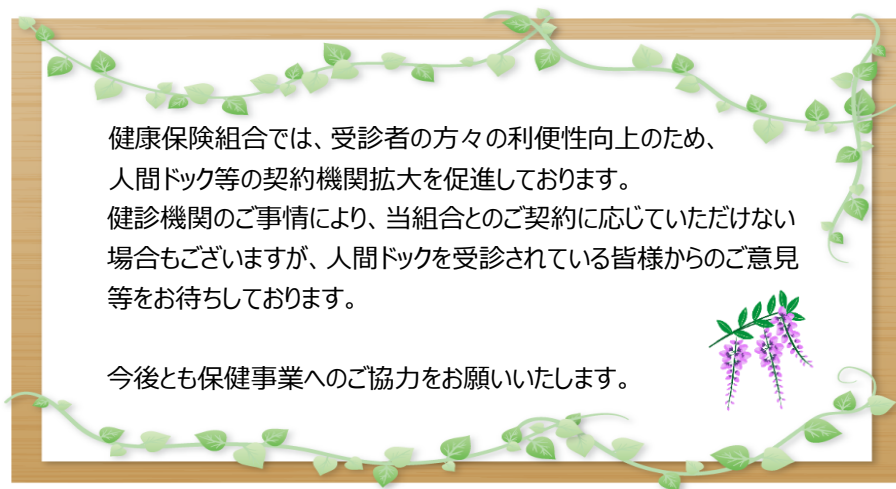 健康保険組合では、受診者の方々の利便性向上のため、
人間ドック等の契約機関拡大を促進しております。
健診機関のご事情により、当組合とのご契約に応じていただけない
場合もございますが、人間ドックを受診されている皆様からのご意見
等をお待ちしております。
今後とも保健事業へのご協力をお願いいたします。